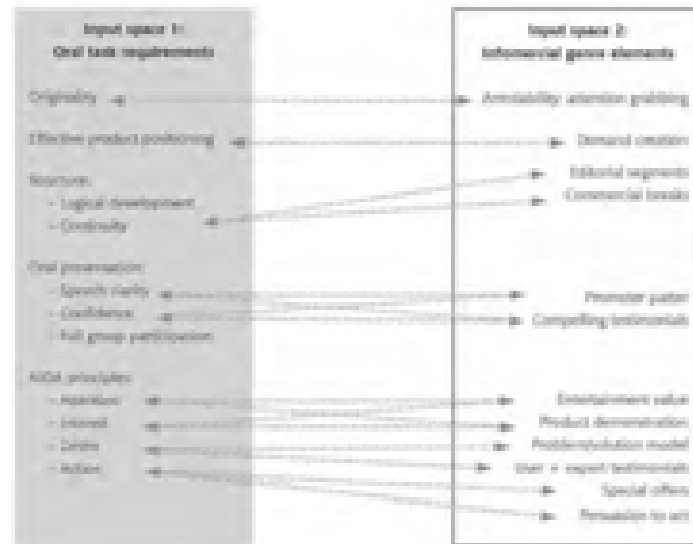 Input space 1:
Oral task requirements
Originality
Effective product positioning
Structure:
– Logical development
– Continuity
Oral presentation:
– Speech clarity
– Confidence
– Full group participation
AIDA principles:
– Attention
– Interest
– Desire
– Action
Input space 2:
Infomercial genre elements
attention grabbing
Demand creation
Editorial segments
Commercial breaks
Promoter patter
Compelling testimonials
Entertainment value
Product demonstration
Problem/solution model
User + expert testimonials
Special offers
Persuasion to act